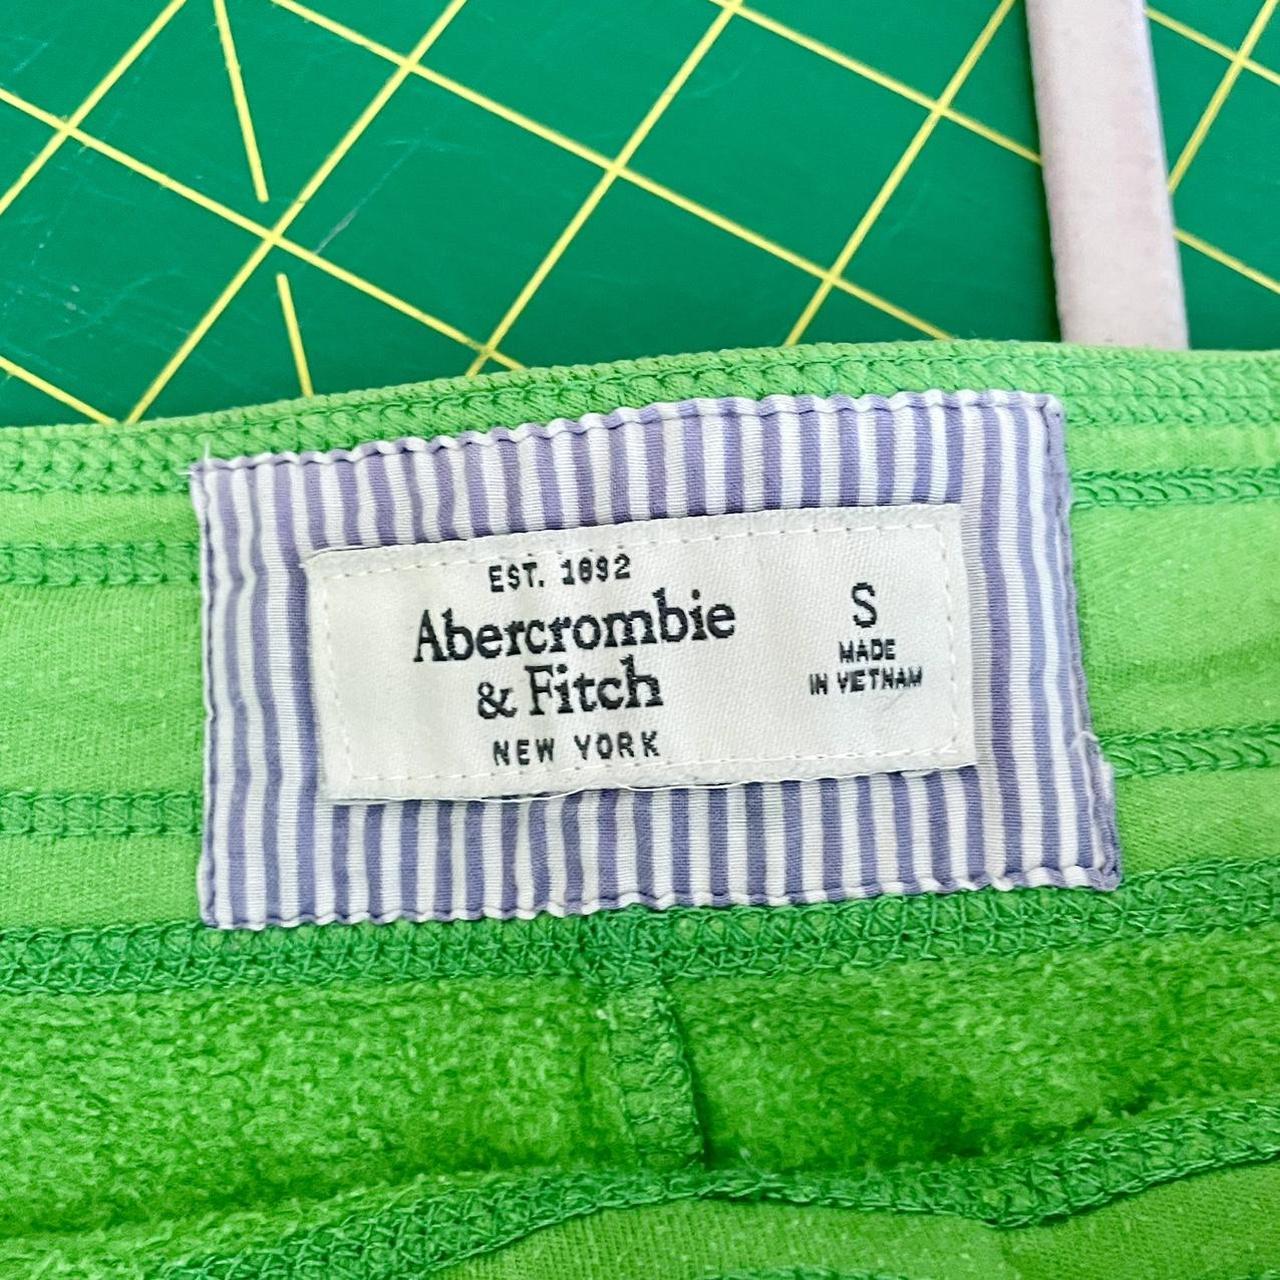 EST. 1892
Abercrombie
& Fitch
NEW YORK
S
MADE
IN VIETNAM